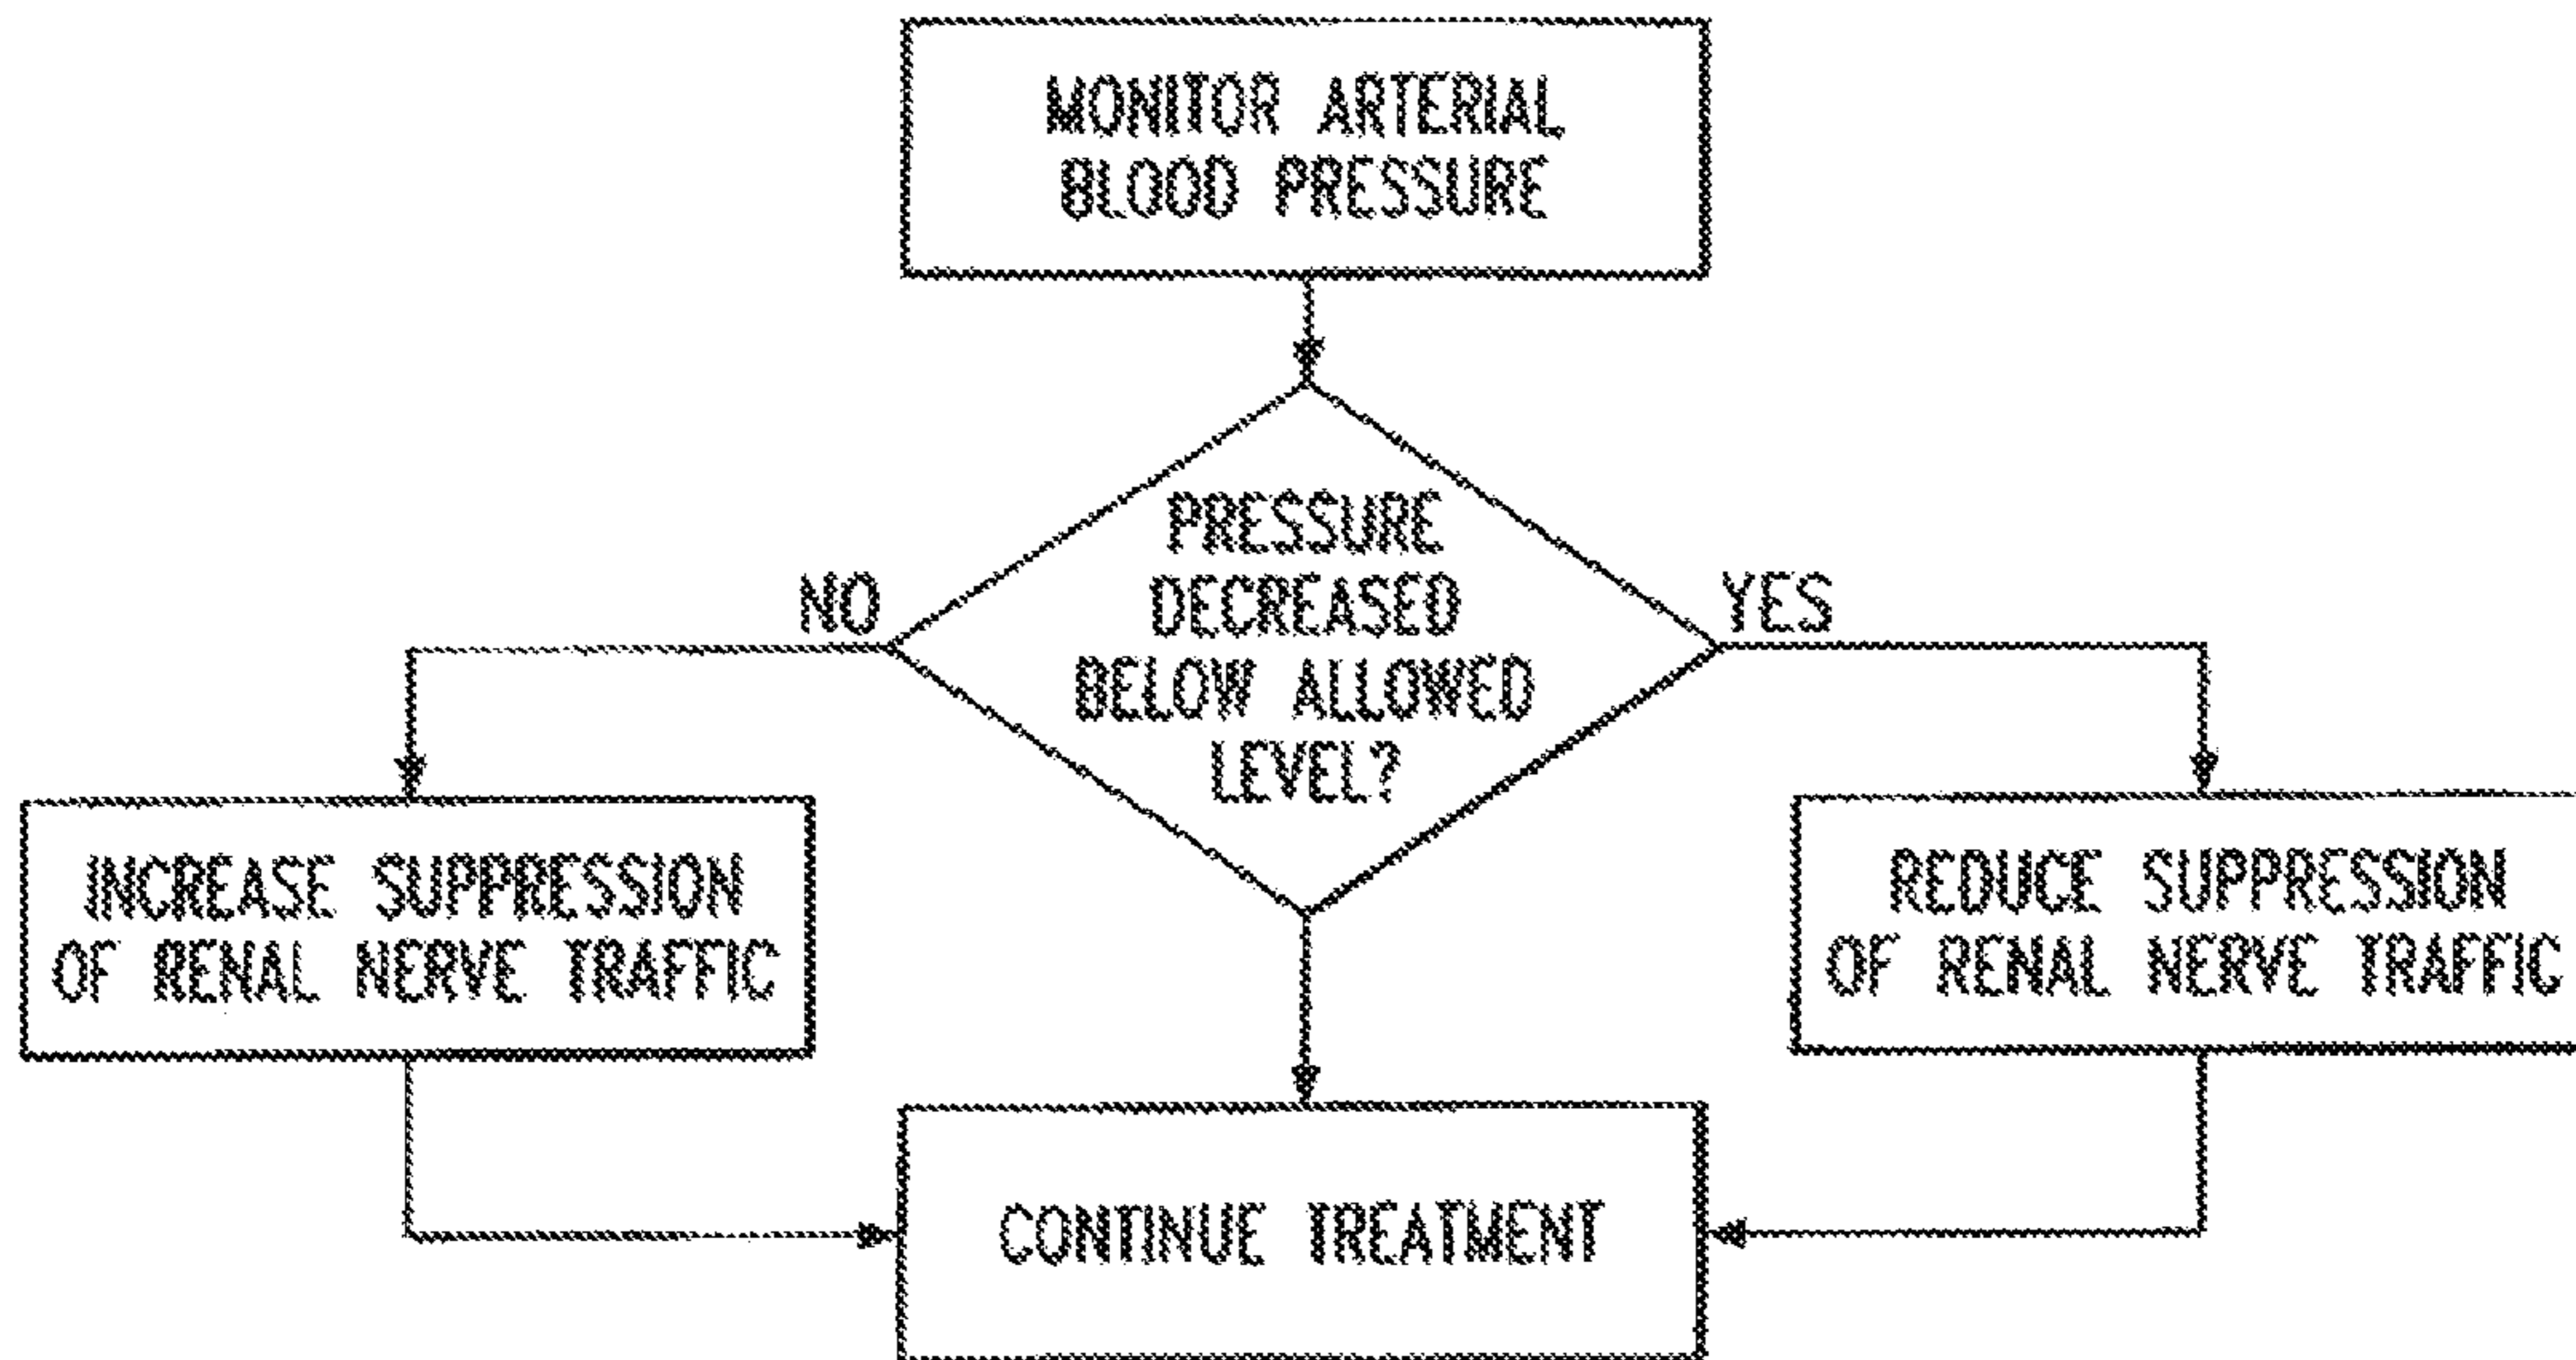 MONITOR ARTERIAL
BLOOD PRESSURE
PRESSURE
DECREASED
BELOW ALLOWED
LEVEL?
NO
YES
INCREASE SUPPRESSION
OF RENAL NERVE TRAFFIC
REDUCE SUPPRESSION
OF RENAL NERVE TRAFFIC
CONTINUE TREATMENT